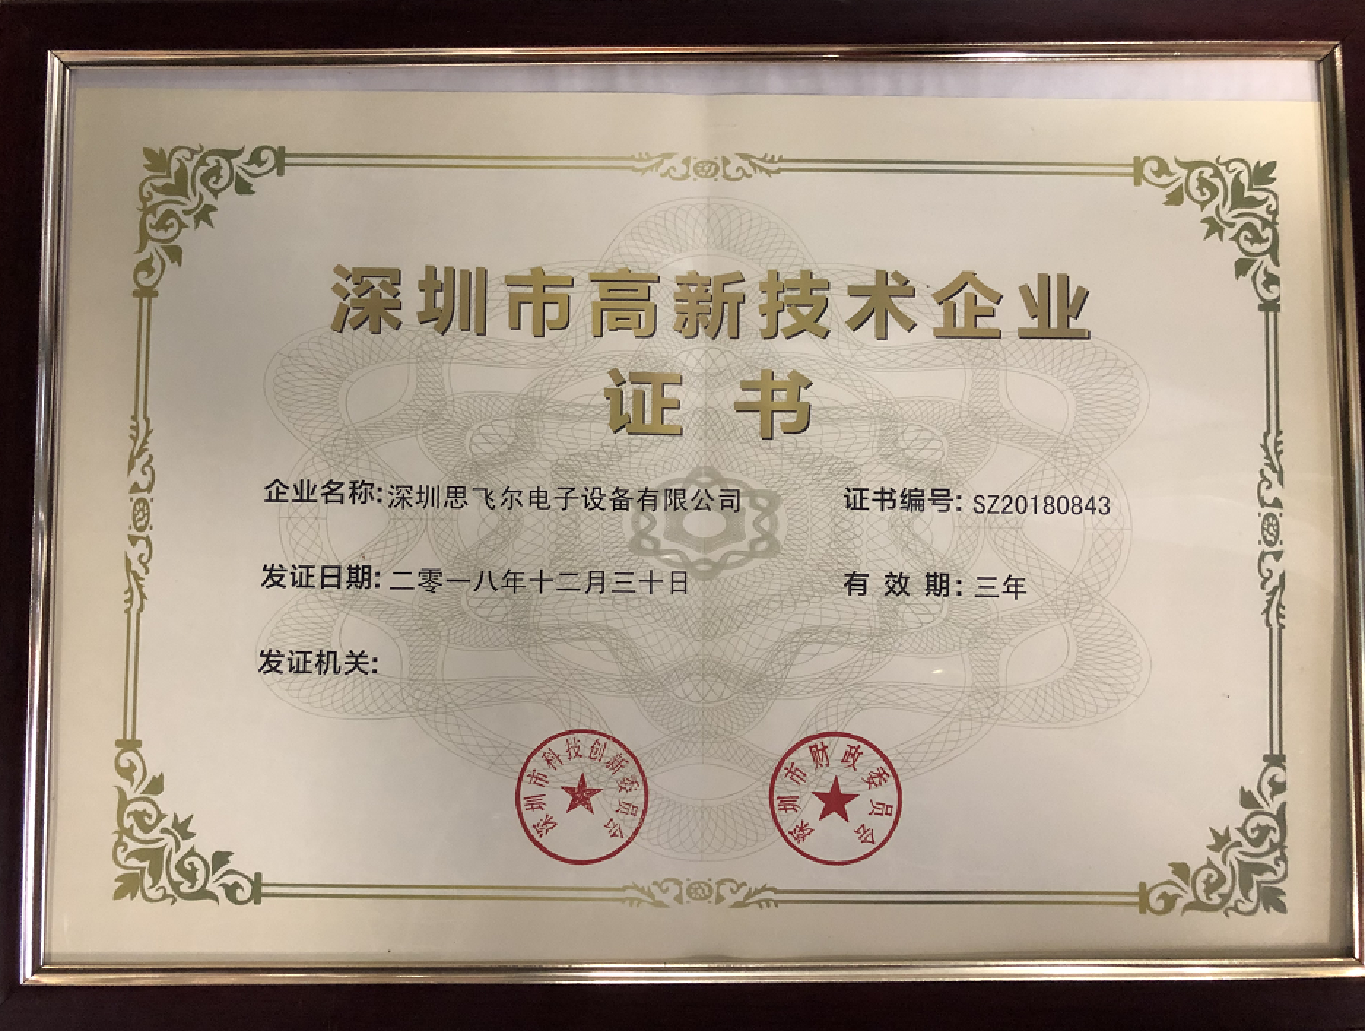 深圳市高新技术企业
证书
企业名称:深圳思飞尔电子设备有限公司 证书编号: SZ20180843
发证日期:二零一八年十二月三十日 有效期:三年
发证机关:
深圳市科技创新委员会
深圳市财政委员会